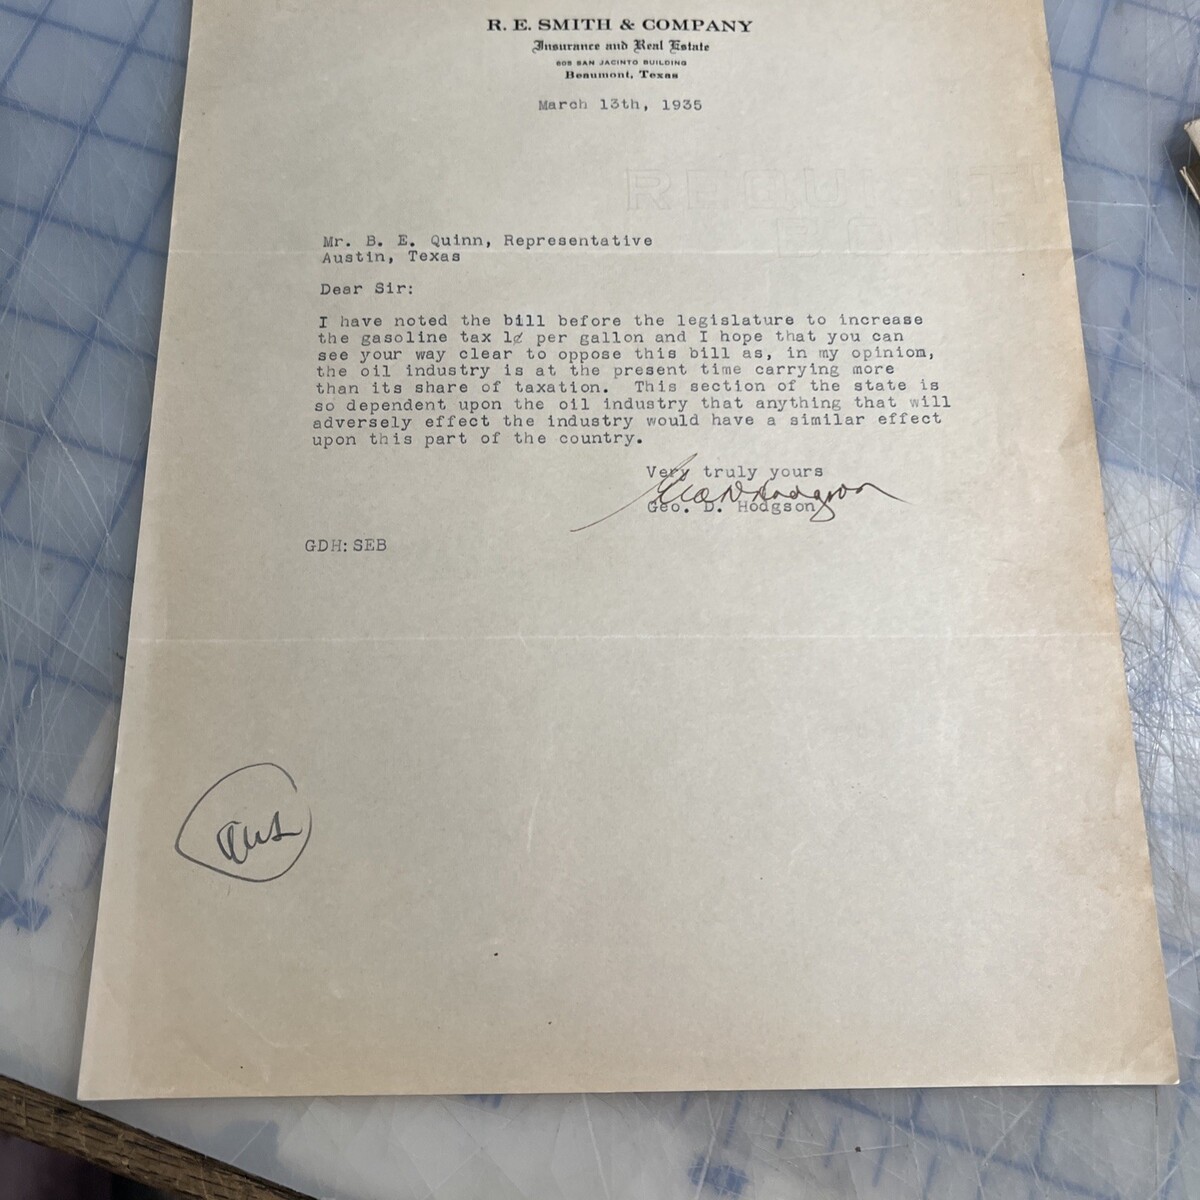 R. E. SMITH & COMPANY
Insurance and Real Estate
SAN JACINTO BUILDING
Beaumont, Texas
March 13th, 1935
Mr. B. E. Quinn, Representative
Austin, Texas
Dear Sir:
I have noted the bill before the legislature to increase
the gasoline tax 1¢ per gallon and I hope that you can
see your way clear to oppose this bill as, in my opiniom,
the oil industry is at the present time carrying more
than its share of taxation. This section of the state is
so dependent upon the oil industry that anything that will
adversely effect the industry would have a similar effect
upon this part of the country.
Very truly yours
Geo D Hodgson
Geo. D. Hodgson
GDH:SEB